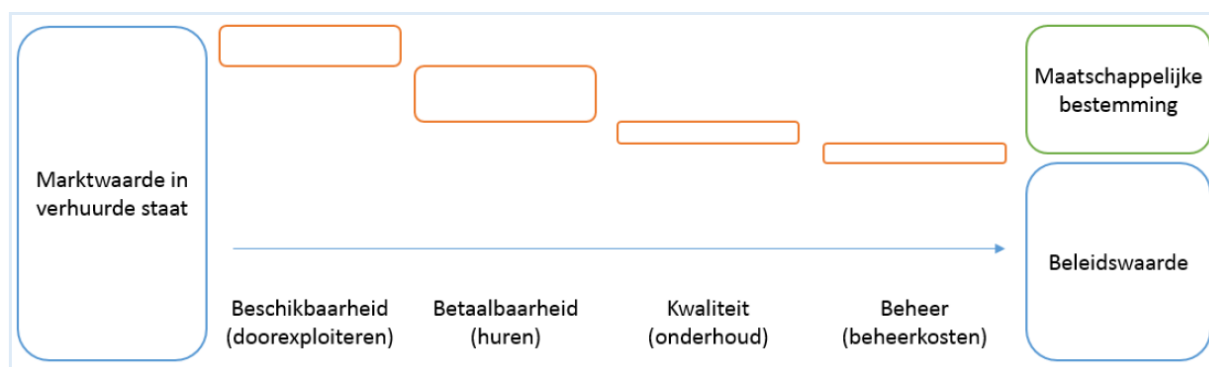 Marktwaarde in
verhuurde staat
Beschikbaarheid
(doorexploiteren)
Betaalbaarheid
(huren)
Kwaliteit
(onderhoud)
Beheer
(beheerkosten)
Maatschappelijke
bestemming
Beleidswaarde